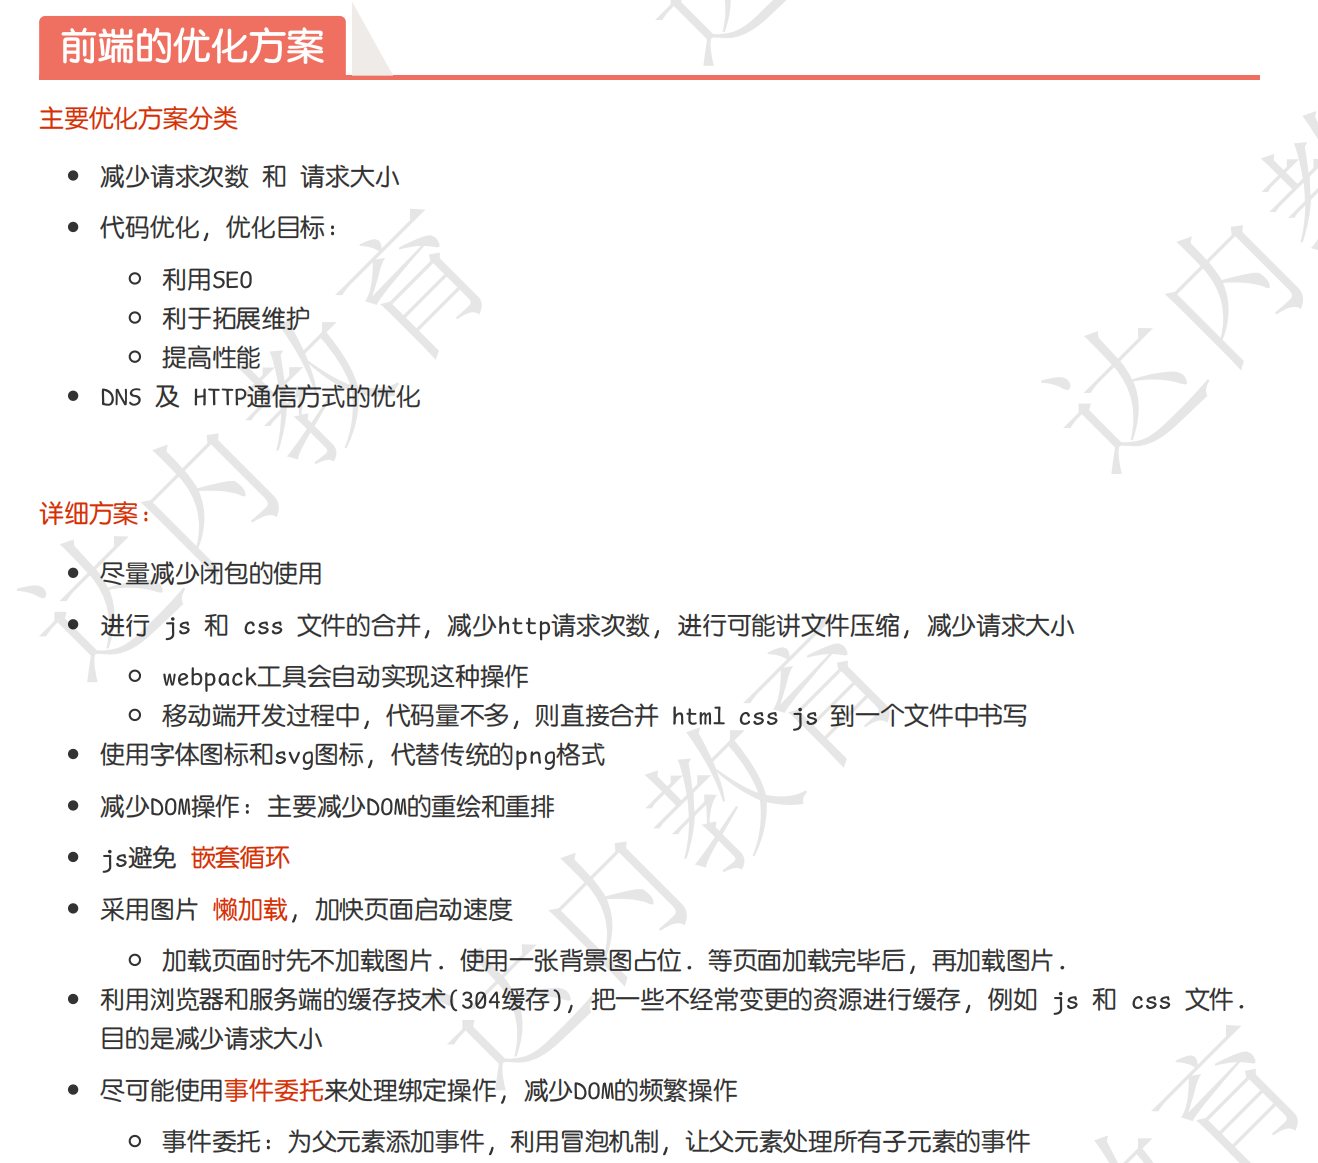 前端的优化方案
主要优化方案分类
减少请求次数 和 请求大小
代码优化, 优化目标:
利用SEO
利于拓展维护
提高性能
DNS 及 HTTP通信方式的优化
详细方案:
尽量减少闭包的使用
进行 js 和 css 文件的合并, 减少http请求次数, 进行可能讲文件压缩, 减少请求大小
webpack工具会自动实现这种操作
移动端开发过程中, 代码量不多, 则直接合并 html css js 到一个文件中书写
使用字体图标和svg图标, 代替传统的png格式
减少DOM操作: 主要减少DOM的重绘和重排
js避免 嵌套循环
采用图片 懒加载, 加快页面启动速度
加载页面时先不加载图片. 使用一张背景图占位. 等页面加载完毕后, 再加载图片.
利用浏览器和服务端的缓存技术(304缓存), 把一些不经常变更的资源进行缓存, 例如 js 和 css 文件.
目的是减少请求大小
尽可能使用事件委托来处理绑定操作, 减少DOM的频繁操作
事件委托: 为父元素添加事件, 利用冒泡机制, 让父元素处理所有子元素的事件
达内教育
达内教
达内教育
育